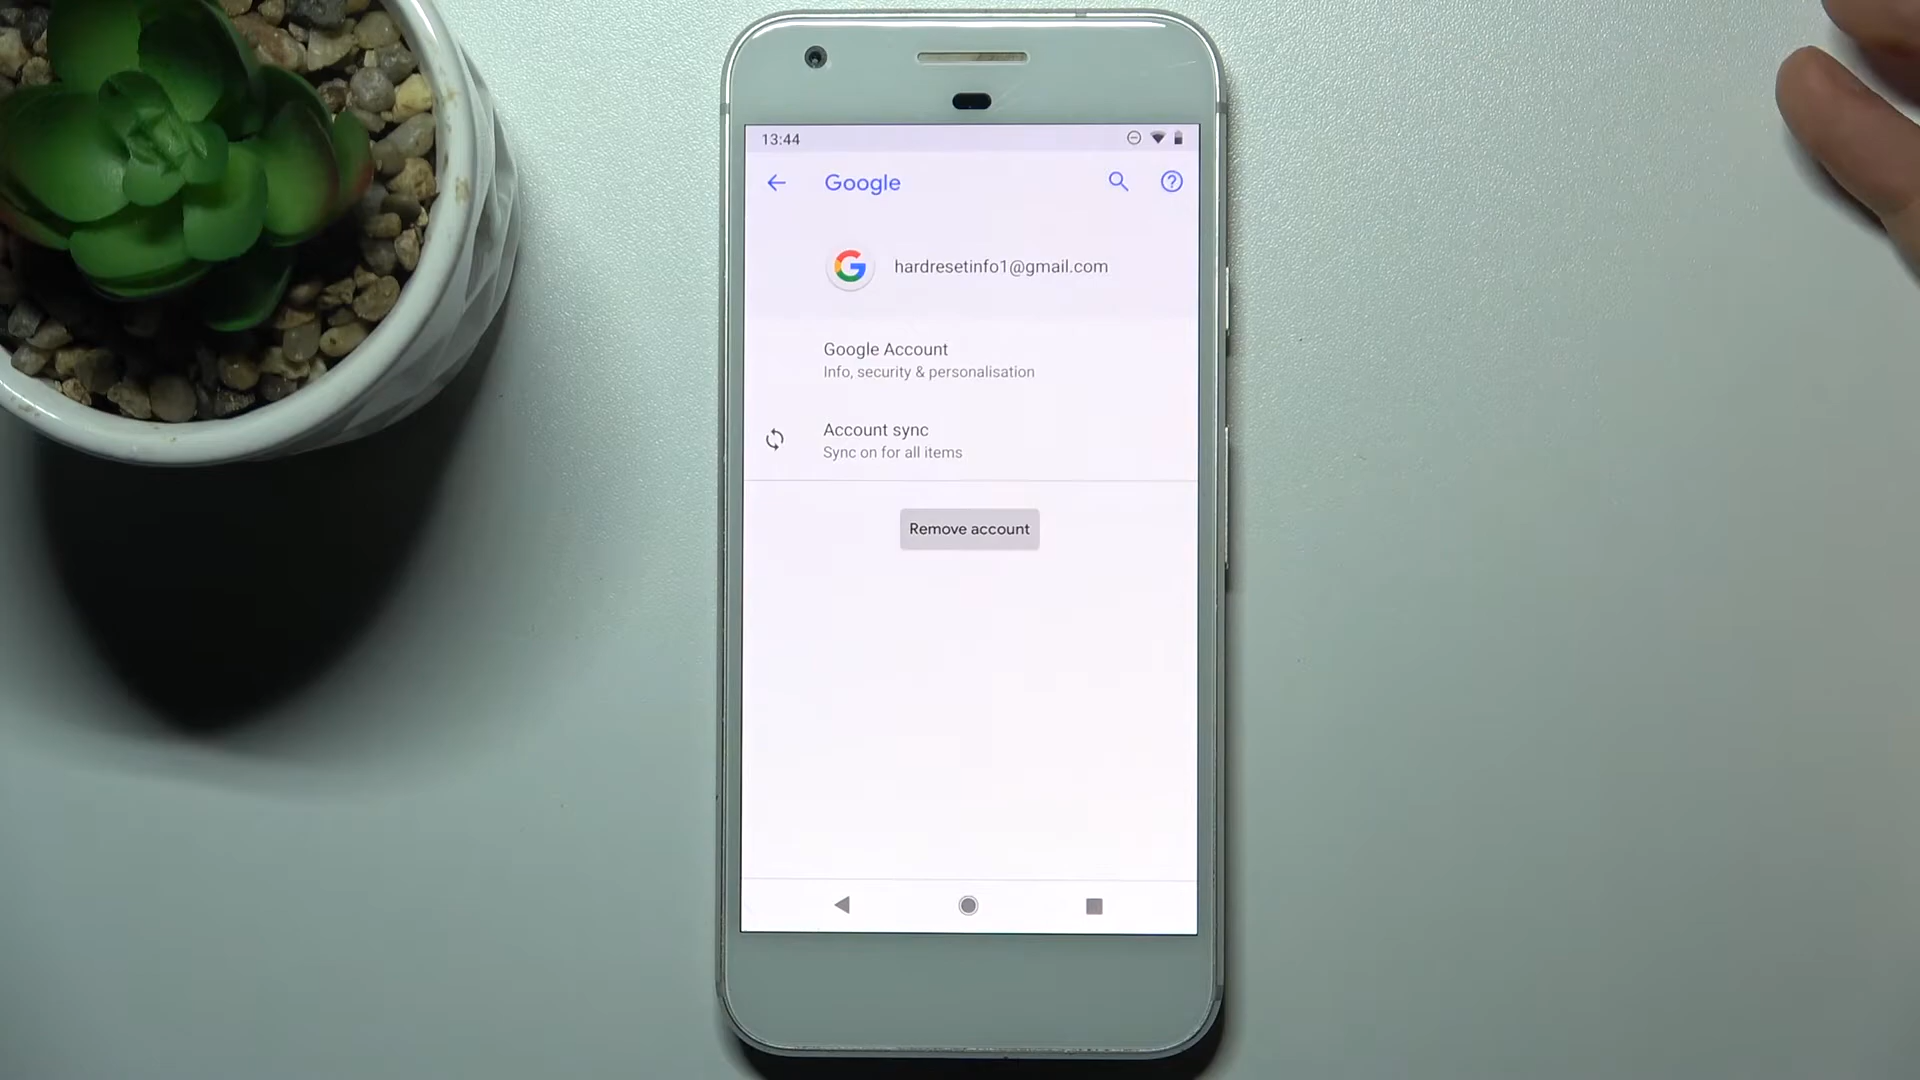 13:44
Google
hardresetinfo1@gmail.com
Google Account
Info, security & personalisation
Account sync
Sync on for all items
Remove account